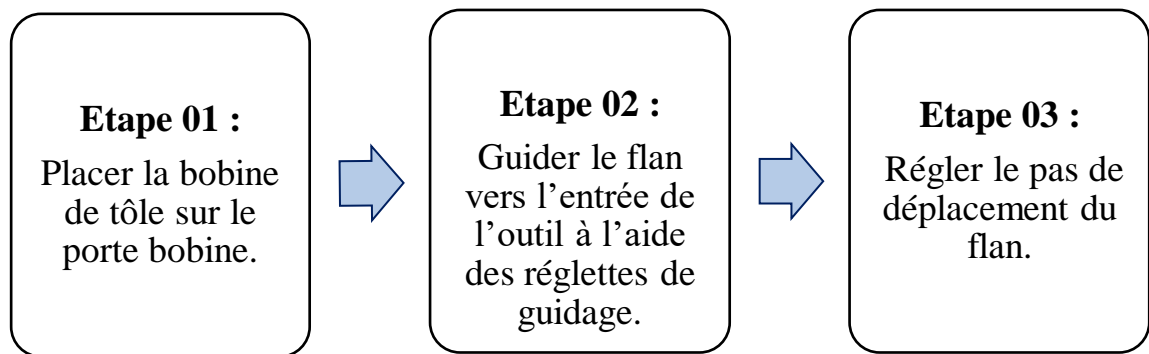 Etape 01 :
Placer la bobine
de tôle sur le
porte bobine.
Etape 02 :
Guider le flan
vers l’entrée de
l’outil à l’aide
des réglettes de
guidage.
Etape 03 :
Régler le pas de
déplacement du
flan.